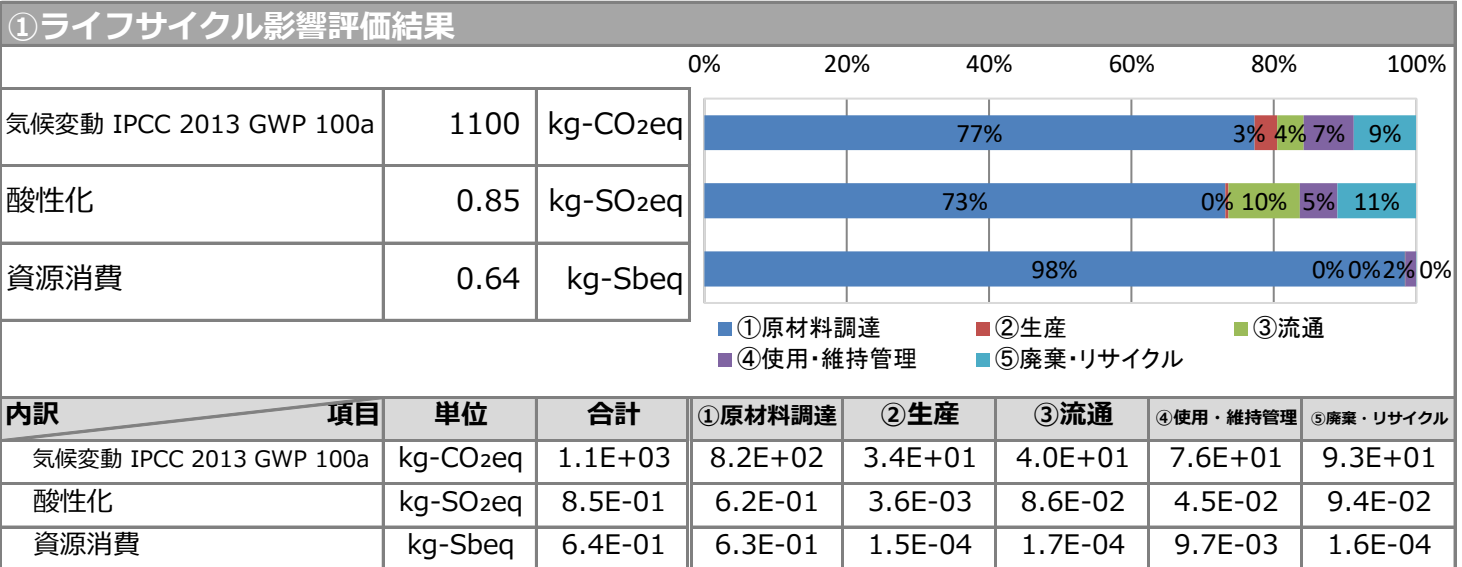 ①ライフサイクル影響評価結果
0% 20% 40% 60% 80% 100%
気候変動 IPCC 2013 GWP 100a 1100 kg-CO₂eq 77% 3% 4% 7% 9%
酸性化 0.85 kg-SO₂eq 73% 0% 10% 5% 11%
資源消費 0.64 kg-Sbeq 98% 0% 0% 2% 0%
①原材料調達 ②生産 ③流通
④使用・維持管理 ⑤廃棄・リサイクル
内訳 項目 単位 合計 ①原材料調達 ②生産 ③流通 ④使用・維持管理 ⑤廃棄・リサイクル
気候変動 IPCC 2013 GWP 100a kg-CO₂eq 1.1E+03 8.2E+02 3.4E+01 4.0E+01 7.6E+01 9.3E+01
酸性化 kg-SO₂eq 8.5E-01 6.2E-01 3.6E-03 8.6E-02 4.5E-02 9.4E-02
資源消費 kg-Sbeq 6.4E-01 6.3E-01 1.5E-04 1.7E-04 9.7E-03 1.6E-04